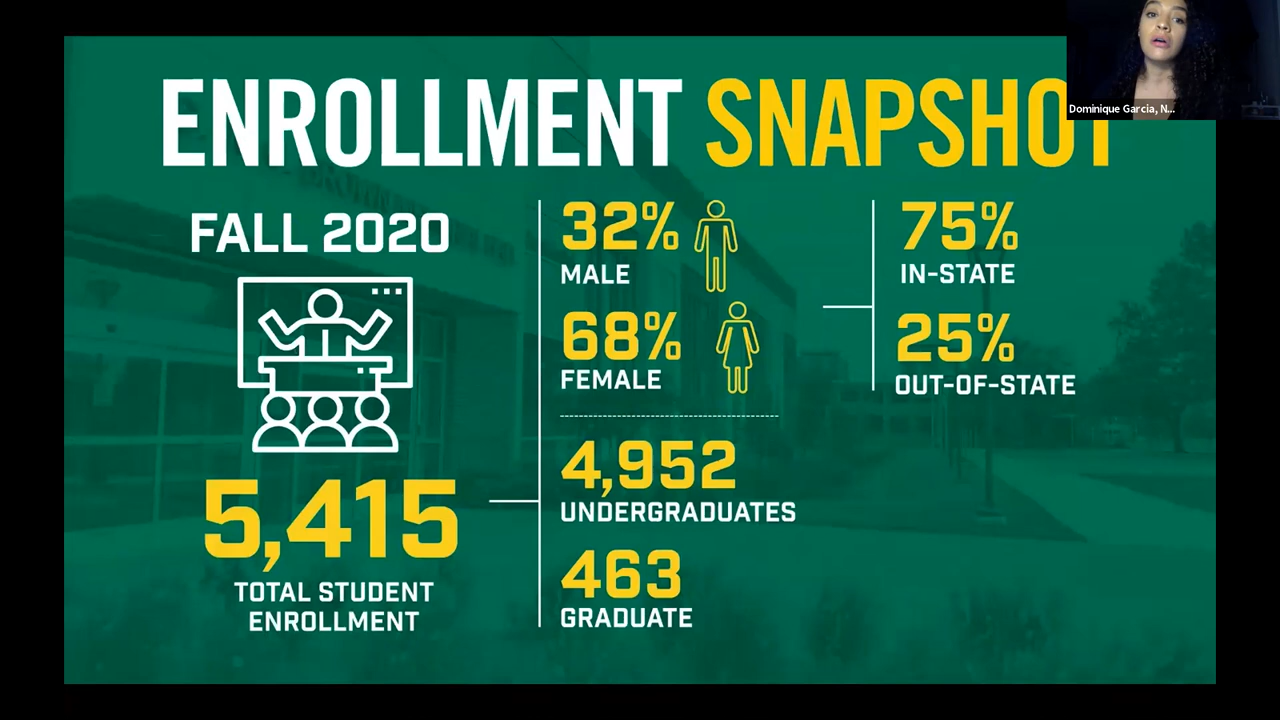 Dominique Garcia, N...
ENROLLMENT SNAPSHOT
FALL 2020
5,415
TOTAL STUDENT
ENROLLMENT
32%
MALE
68%
FEMALE
4,952
UNDERGRADUATES
463
GRADUATE
75%
IN-STATE
25%
OUT-OF-STATE